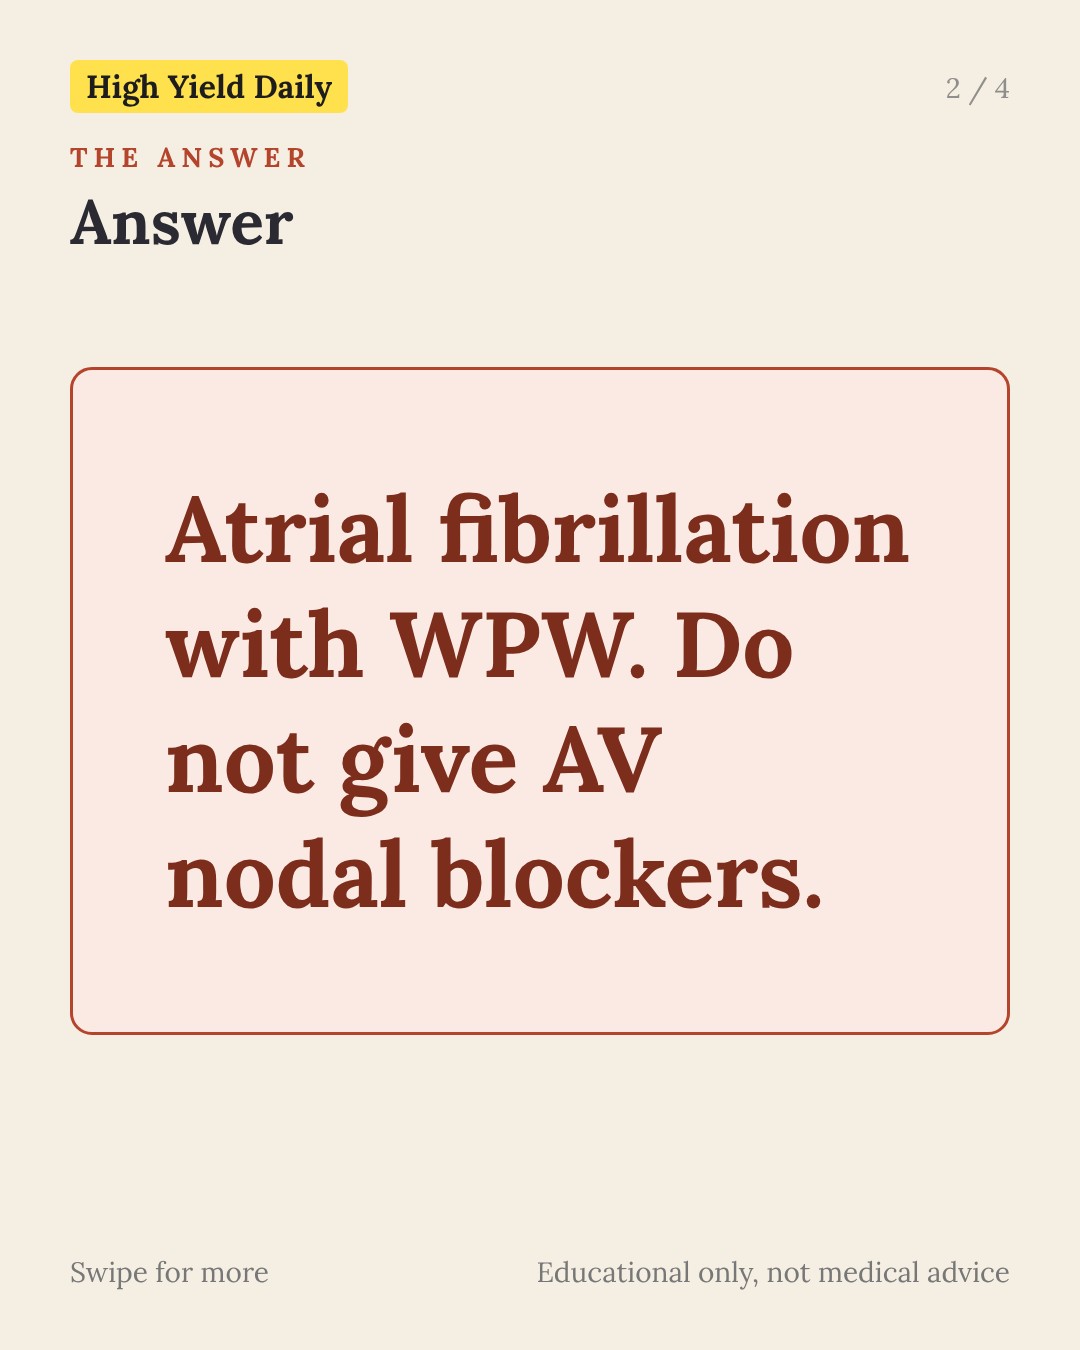 High Yield Daily
2 / 4
THE ANSWER
Answer
Atrial fibrillation
with WPW. Do
not give AV
nodal blockers.
Swipe for more
Educational only, not medical advice